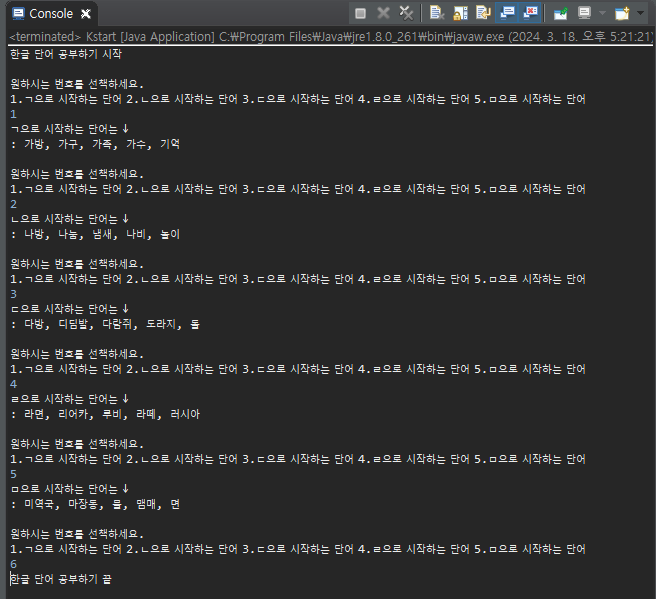 Console
<terminated> Kstart [Java Application] C:₩Program Files₩Java₩jre1.8.0_261₩bin₩javaw.exe (2024. 3. 18. 오후 5:21:21)
한글 단어 공부하기 시작
원하시는 번호를 선책하세요.
1.ㄱ으로 시작하는 단어 2.ㄴ으로 시작하는 단어 3.ㄷ으로 시작하는 단어 4.ㄹ으로 시작하는 단어 5.ㅁ으로 시작하는 단어
1
ㄱ으로 시작하는 단어는↓
: 가방, 가구, 가족, 가수, 기역
원하시는 번호를 선책하세요.
1.ㄱ으로 시작하는 단어 2.ㄴ으로 시작하는 단어 3.ㄷ으로 시작하는 단어 4.ㄹ으로 시작하는 단어 5.ㅁ으로 시작하는 단어
2
ㄴ으로 시작하는 단어는↓
: 나방, 나눔, 냄새, 나비, 놀이
원하시는 번호를 선책하세요.
1.ㄱ으로 시작하는 단어 2.ㄴ으로 시작하는 단어 3.ㄷ으로 시작하는 단어 4.ㄹ으로 시작하는 단어 5.ㅁ으로 시작하는 단어
3
ㄷ으로 시작하는 단어는↓
: 다방, 디딤발, 다람쥐, 도라지, 돌
원하시는 번호를 선책하세요.
1.ㄱ으로 시작하는 단어 2.ㄴ으로 시작하는 단어 3.ㄷ으로 시작하는 단어 4.ㄹ으로 시작하는 단어 5.ㅁ으로 시작하는 단어
4
ㄹ으로 시작하는 단어는↓
: 라면, 리어카, 루비, 라떼, 러시아
원하시는 번호를 선책하세요.
1.ㄱ으로 시작하는 단어 2.ㄴ으로 시작하는 단어 3.ㄷ으로 시작하는 단어 4.ㄹ으로 시작하는 단어 5.ㅁ으로 시작하는 단어
5
ㅁ으로 시작하는 단어는↓
: 미역국, 마장동, 물, 맴매, 면
원하시는 번호를 선책하세요.
1.ㄱ으로 시작하는 단어 2.ㄴ으로 시작하는 단어 3.ㄷ으로 시작하는 단어 4.ㄹ으로 시작하는 단어 5.ㅁ으로 시작하는 단어
6
한글 단어 공부하기 끝